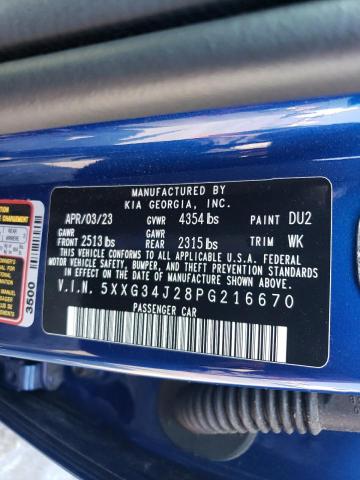 MANUFACTURED BY
KIA GEORGIA, INC.
APR/03/23 GVWR 4354 lbs PAINT DU2
GAWR GAWR
FRONT 2513 lbs REAR 2315 lbs TRIM WK
THIS VEHICLE CONFORMS TO ALL APPLICABLE U.S.A. FEDERAL
MOTOR VEHICLE SAFETY, BUMPER, AND THEFT PREVENTION STANDARDS
IN EFFECT ON THE DATE OF MANUFACTURE SHOWN ABOVE.
V.I.N. 5XXG34J28PG216670
PASSENGER CAR
REAR
3500